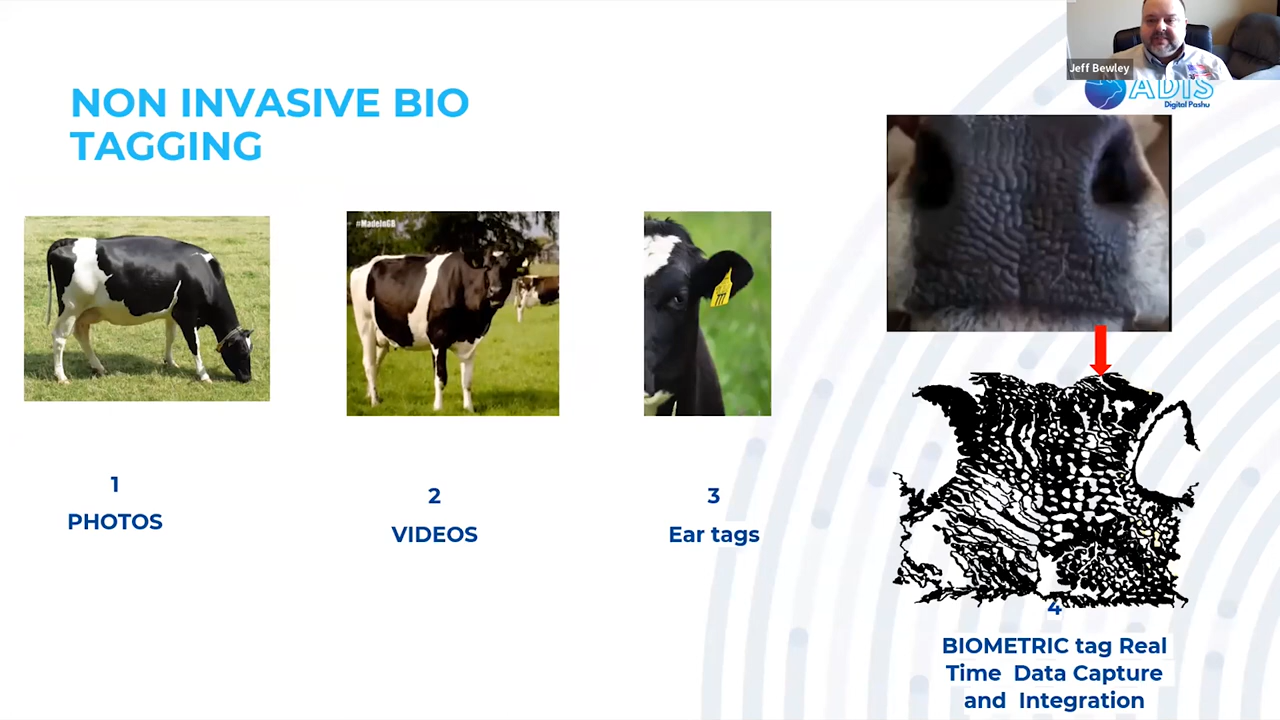 Jeff Bewley
ADIS
Digital Pashu
NON INVASIVE BIO
TAGGING
#MadeinGB
1
PHOTOS
2
VIDEOS
3
Ear tags
4
BIOMETRIC tag Real
Time Data Capture
and Integration